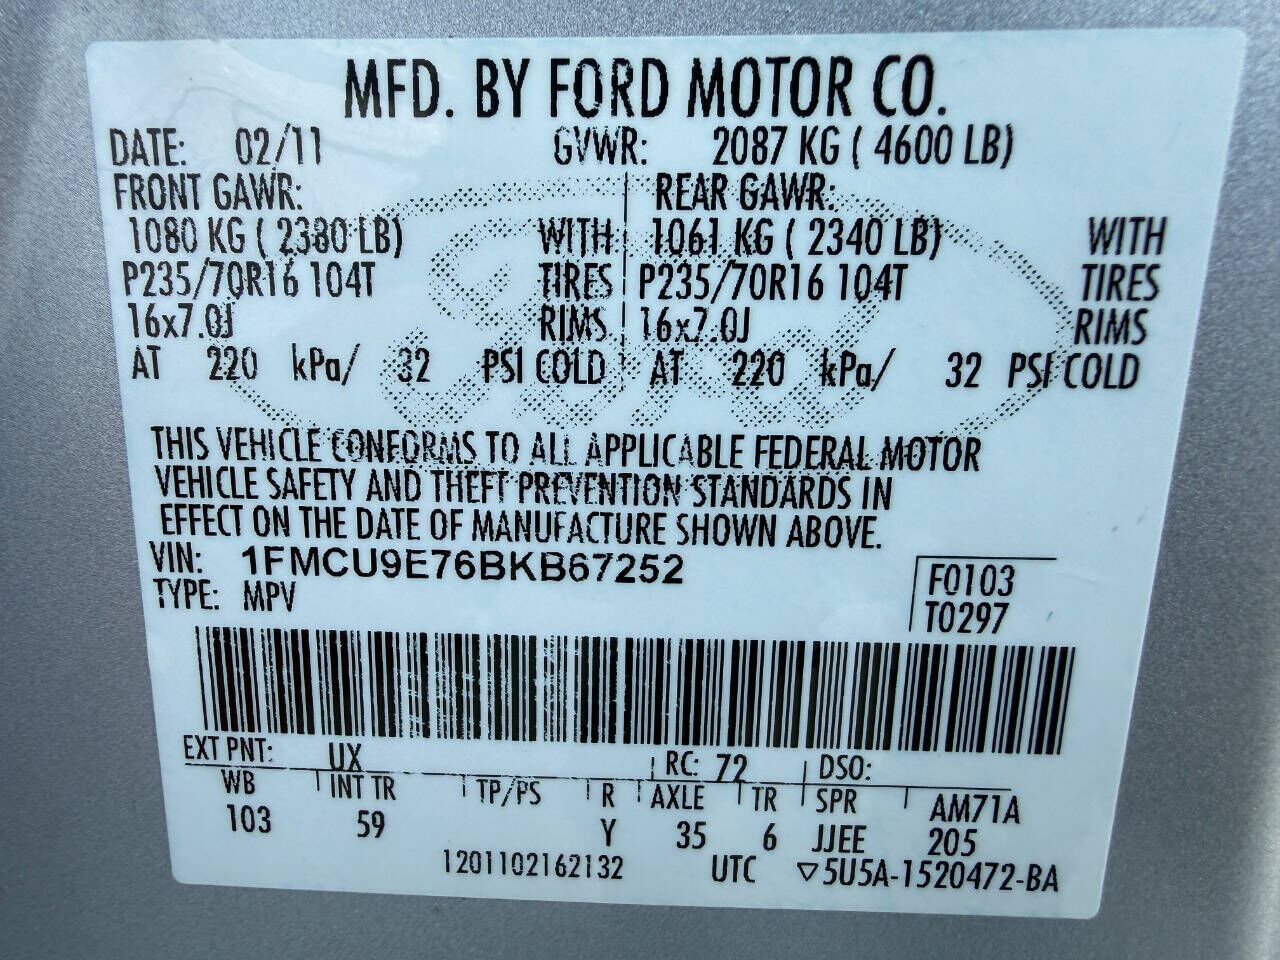 MFD. BY FORD MOTOR CO.
DATE: 02/11 GVWR: 2087 KG ( 4600 LB)
FRONT GAWR: REAR GAWR:
1080 KG ( 2380 LB) WITH 1061 KG ( 2340 LB) WITH
P235/70R16 104T TIRES P235/70R16 104T TIRES
16x7.0J RIMS 16x7.0J RIMS
AT 220 kPa/ 32 PSI COLD AT 220 kPa/ 32 PSI COLD
Ford
THIS VEHICLE CONFORMS TO ALL APPLICABLE FEDERAL MOTOR
VEHICLE SAFETY AND THEFT PREVENTION STANDARDS IN
EFFECT ON THE DATE OF MANUFACTURE SHOWN ABOVE.
VIN: 1FMCU9E76BKB67252
TYPE: MPV
F0103
T0297
EXT PNT: UX RC: 72 DSO:
WB INT TR TP/PS R AXLE TR SPR AM71A
103 59 Y 35 6 JJEE 205
1201102162132 UTC ▽5U5A-1520472-BA